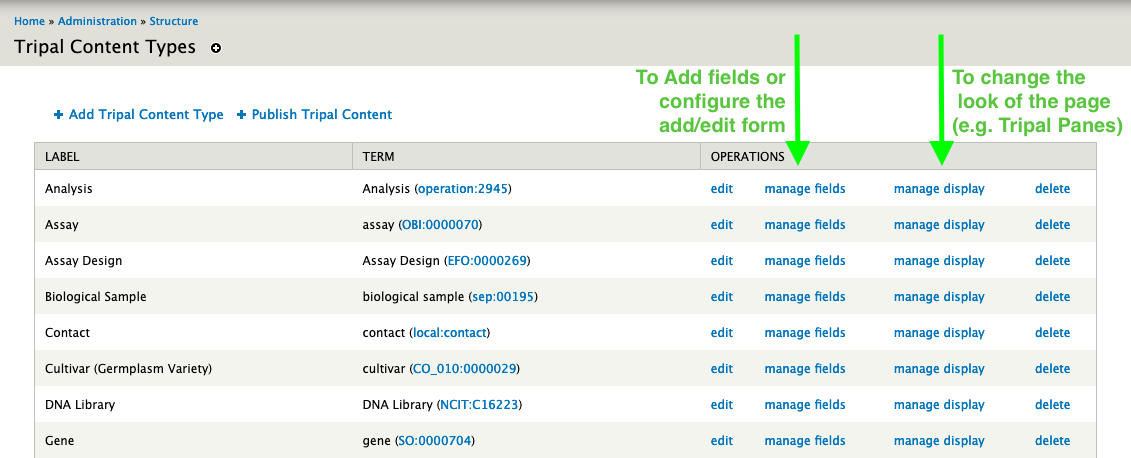 Home » Administration » Structure
Tripal Content Types
To Add fields or
configure the
add/edit form
To change the
look of the page
(e.g. Tripal Panes)
+ Add Tripal Content Type + Publish Tripal Content
LABEL TERM OPERATIONS
Analysis Analysis (operation:2945) edit manage fields manage display delete
Assay assay (OBI:0000070) edit manage fields manage display delete
Assay Design Assay Design (EFO:0000269) edit manage fields manage display delete
Biological Sample biological sample (sep:00195) edit manage fields manage display delete
Contact contact (local:contact) edit manage fields manage display delete
Cultivar (Germplasm Variety) cultivar (CO_010:0000029) edit manage fields manage display delete
DNA Library DNA Library (NCIT:C16223) edit manage fields manage display delete
Gene gene (SO:0000704) edit manage fields manage display delete